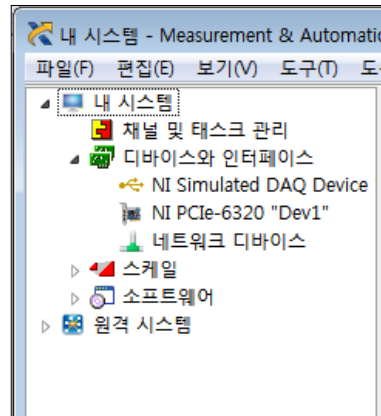 내 시스템 - Measurement & Automatic
파일(F) 편집(E) 보기(V) 도구(T) 도
내 시스템
채널 및 태스크 관리
디바이스와 인터페이스
NI Simulated DAQ Device
NI PCIe-6320 "Dev1"
네트워크 디바이스
스케일
소프트웨어
원격 시스템